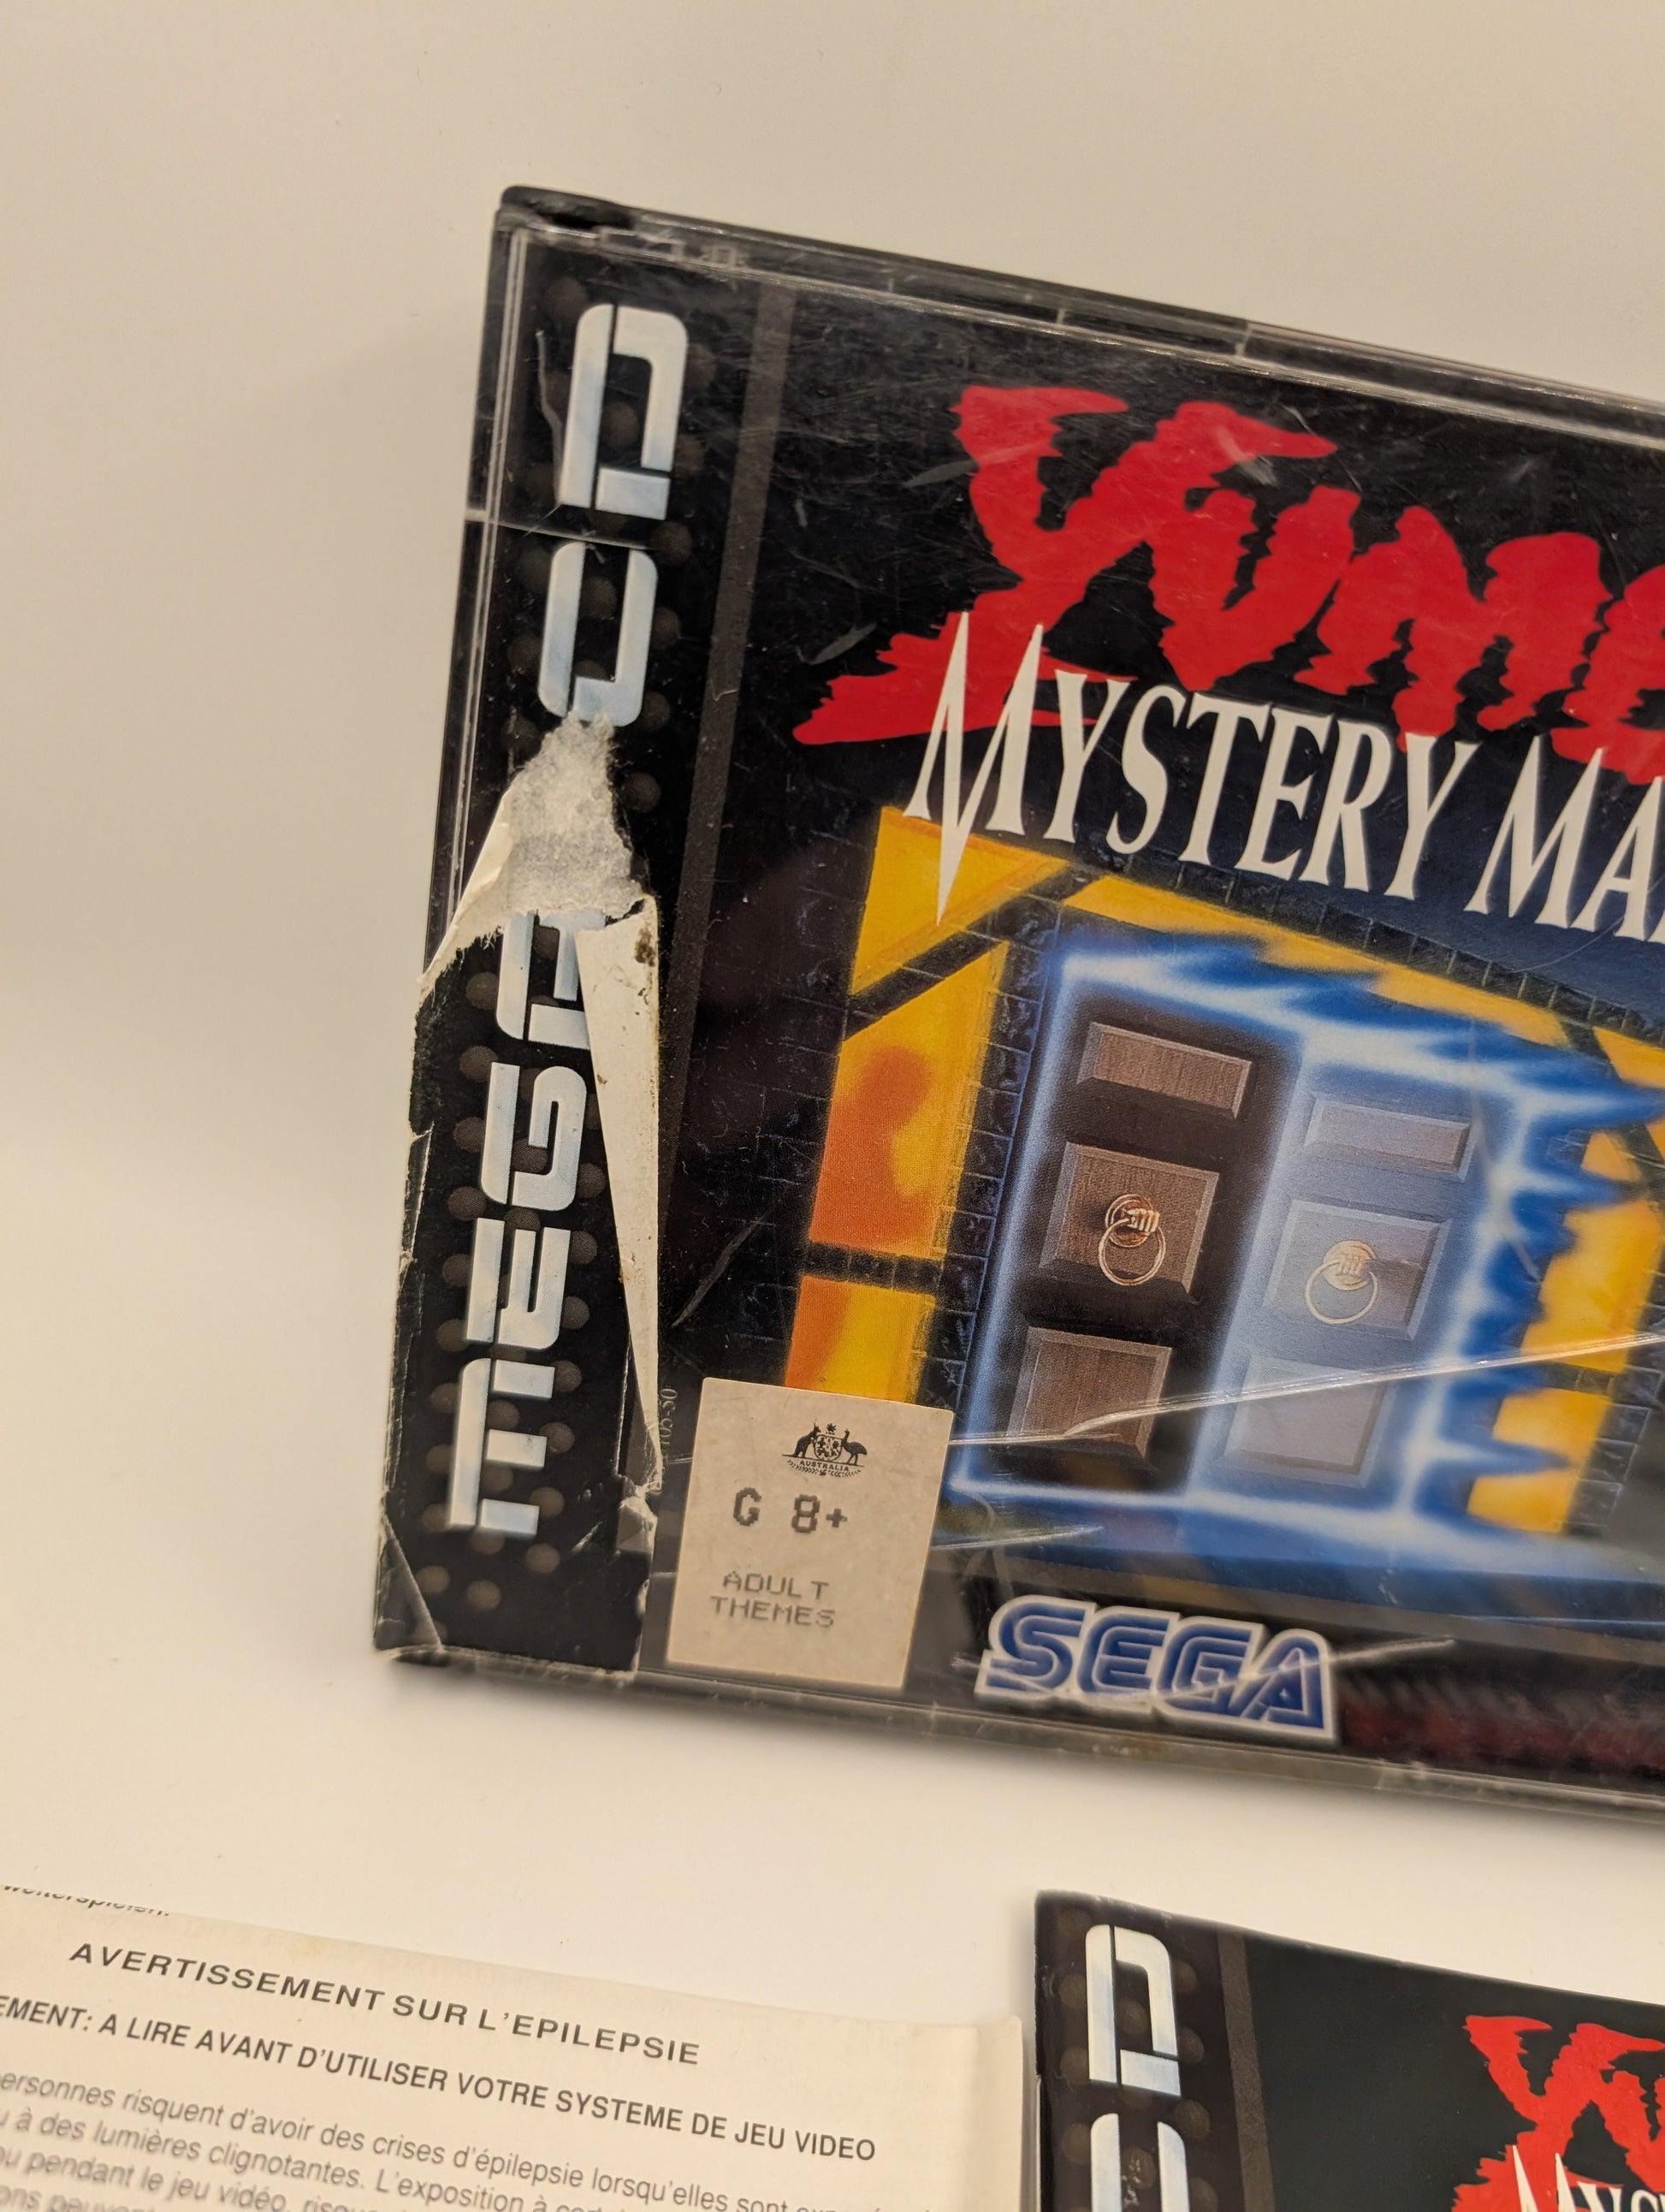 MEGA CD
YUME
MYSTERY MA
AUSTRALIA
G 8+
ADULT
THEMES
SEGA
weiterspielen.
AVERTISSEMENT SUR L'EPILEPSIE
EMENT: A LIRE AVANT D'UTILISER VOTRE SYSTEME DE JEU VIDEO
ersonnes risquent d'avoir des crises d'épilepsie lorsqu'elles sont
u à des lumières clignotantes. L'exposition à
ou pendant le jeu vidéo,
CD